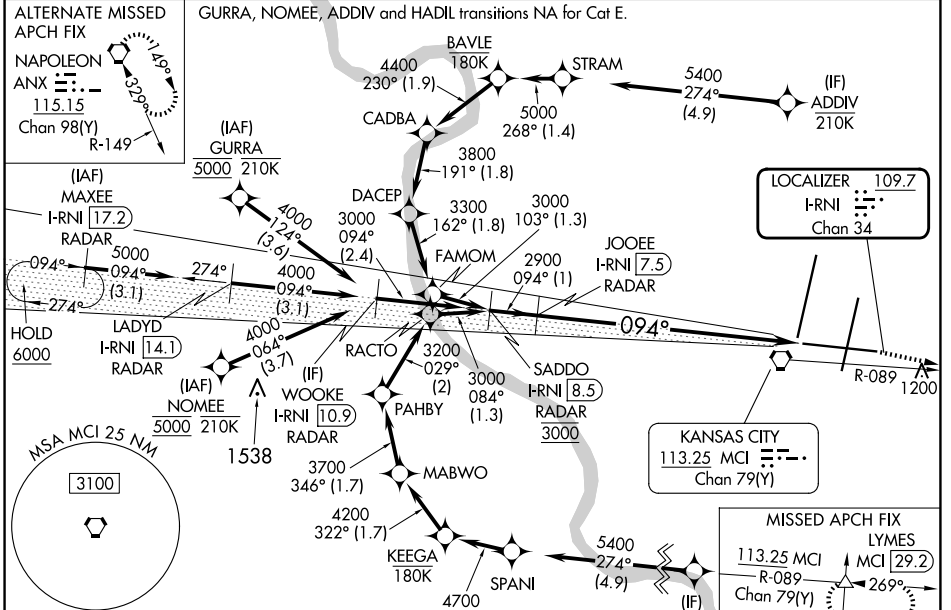 ALTERNATE MISSED
APCH FIX
NAPOLEON
ANX
115.15
Chan 98(Y)
149°
329°
R-149
GURRA, NOMEE, ADDIV and HADIL transitions NA for Cat E.
BAVLE
180K
STRAM
4400
230° (1.9)
5000
268° (1.4)
5400
274°
(4.9)
(IF)
ADDIV
210K
CADBA
3800
191° (1.8)
(IAF)
GURRA
5000 210K
4000
124°
(3.6)
DACEP
3300
162° (1.8)
3000
103° (1.3)
LOCALIZER 109.7
I-RNI
Chan 34
(IAF)
MAXEE
I-RNI 17.2
RADAR
3000
094°
(2.4)
FAMOM
2900
094° (1)
JOOEE
I-RNI 7.5
RADAR
094°
5000
094°
(3.1)
274°
4000
094°
(3.1)
094°
274°
HOLD
6000
LADYD
I-RNI 14.1
RADAR
4000
064°
(3.7)
(IAF)
NOMEE
5000 210K
1538
(IF)
WOOKE
I-RNI 10.9
RADAR
RACTO
3200
029°
(2)
3000
084°
(1.3)
SADDO
I-RNI 8.5
RADAR
3000
R-089
1200
PAHBY
KANSAS CITY
113.25 MCI
Chan 79(Y)
MSA MCI 25 NM
3100
3700
346° (1.7)
MABWO
4200
322° (1.7)
KEEGA
180K
4700
SPANI
5400
274°
(4.9)
(IF)
MISSED APCH FIX
LYMES
MCI 29.2
113.25 MCI
R-089
Chan 79(Y)
269°